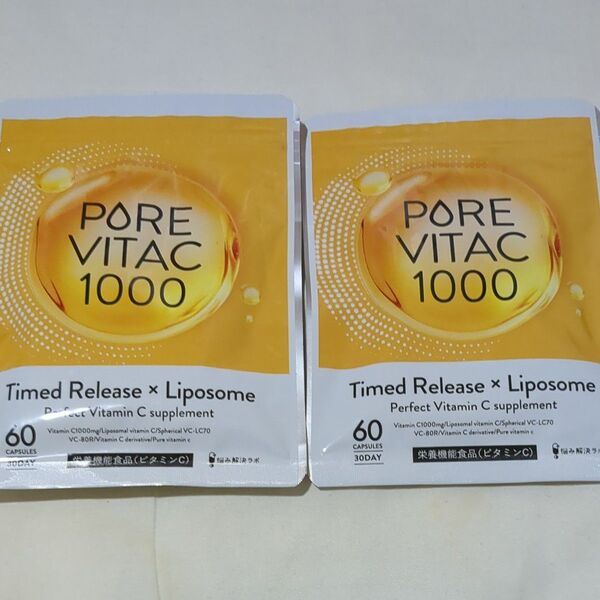 PORE
VITAC
1000
Timed Release × Liposome
Perfect Vitamin C supplement
Vitamin C1000mg/Liposomal vitamin C/Spherical VC-LC70
VC-80R/Vitamin C derivative/Pure vitamin c
60
CAPSULES
30DAY
栄養機能食品(ビタミンC)
悩み解決ラボ
PORE
VITAC
1000
Timed Release × Liposome
Perfect Vitamin C supplement
Vitamin C1000mg/Liposomal vitamin C/Spherical VC-LC70
VC-80R/Vitamin C derivative/Pure vitamin c
60
CAPSULES
30DAY
栄養機能食品(ビタミンC)
悩み解決ラボ